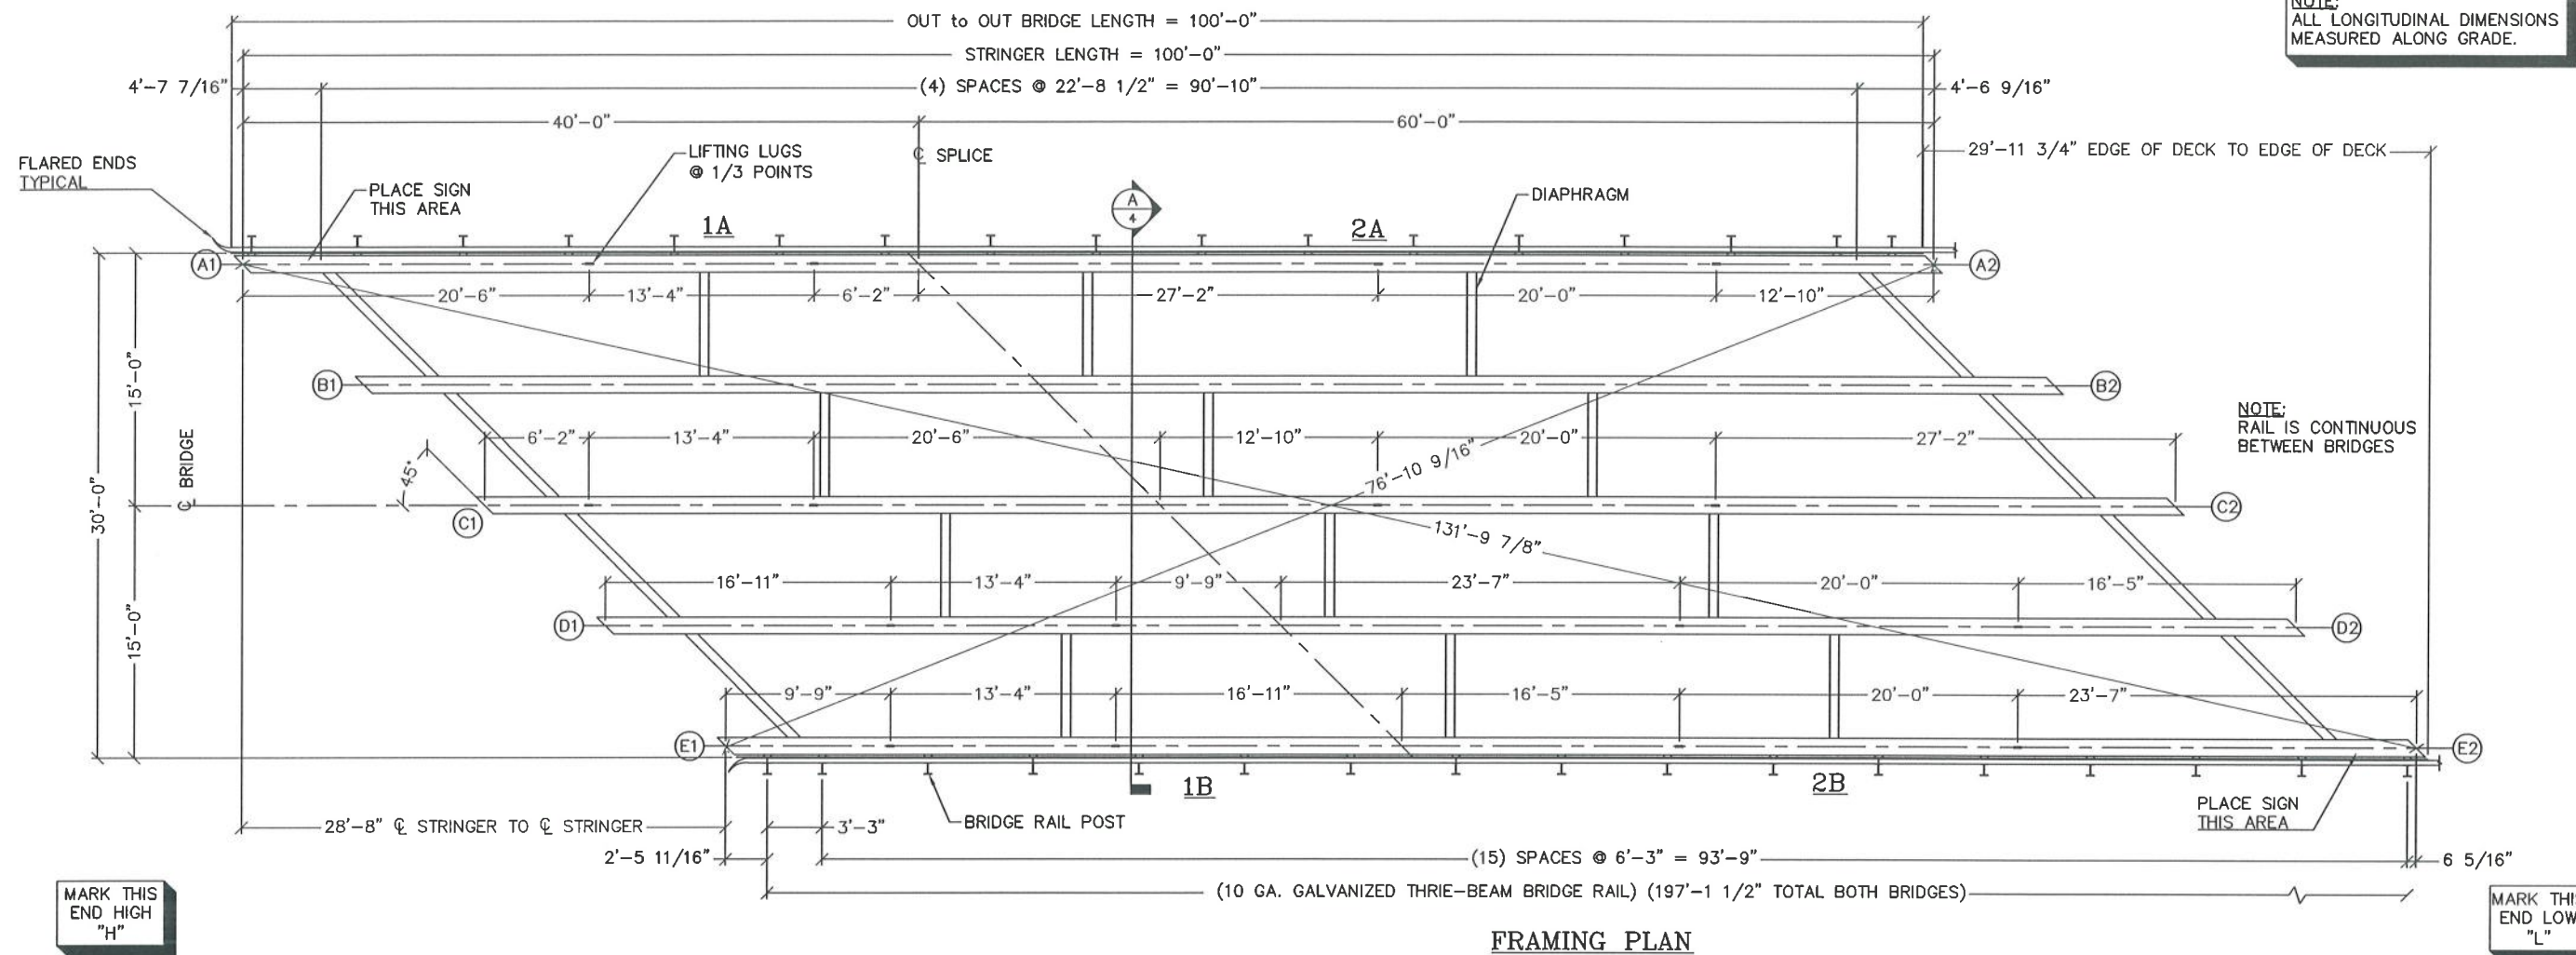 NOTE:
ALL LONGITUDINAL DIMENSIONS
MEASURED ALONG GRADE.
OUT to OUT BRIDGE LENGTH = 100'-0"
STRINGER LENGTH = 100'-0"
4'-7 7/16"
(4) SPACES @ 22'-8 1/2" = 90'-10"
4'-6 9/16"
40'-0"
60'-0"
29'-11 3/4" EDGE OF DECK TO EDGE OF DECK
FLARED ENDS
TYPICAL
LIFTING LUGS
@ 1/3 POINTS
℄ SPLICE
PLACE SIGN
THIS AREA
A
4
DIAPHRAGM
1A
2A
A1
A2
20'-6"
13'-4"
6'-2"
27'-2"
20'-0"
12'-10"
30'-0"
15'-0"
B1
B2
℄ BRIDGE
NOTE:
RAIL IS CONTINUOUS
BETWEEN BRIDGES
45°
6'-2"
13'-4"
20'-6"
12'-10"
76'-10 9/16"
20'-0"
27'-2"
C1
C2
131'-9 7/8"
15'-0"
16'-11"
13'-4"
9'-9"
23'-7"
20'-0"
16'-5"
D1
D2
9'-9"
13'-4"
16'-11"
16'-5"
20'-0"
23'-7"
E1
E2
1B
2B
PLACE SIGN
THIS AREA
28'-8" ℄ STRINGER TO ℄ STRINGER
3'-3"
BRIDGE RAIL POST
2'-5 11/16"
(15) SPACES @ 6'-3" = 93'-9"
6 5/16"
(10 GA. GALVANIZED THRIE-BEAM BRIDGE RAIL) (197'-1 1/2" TOTAL BOTH BRIDGES)
MARK THIS
END HIGH
"H"
MARK THIS
END LOW
"L"
FRAMING PLAN